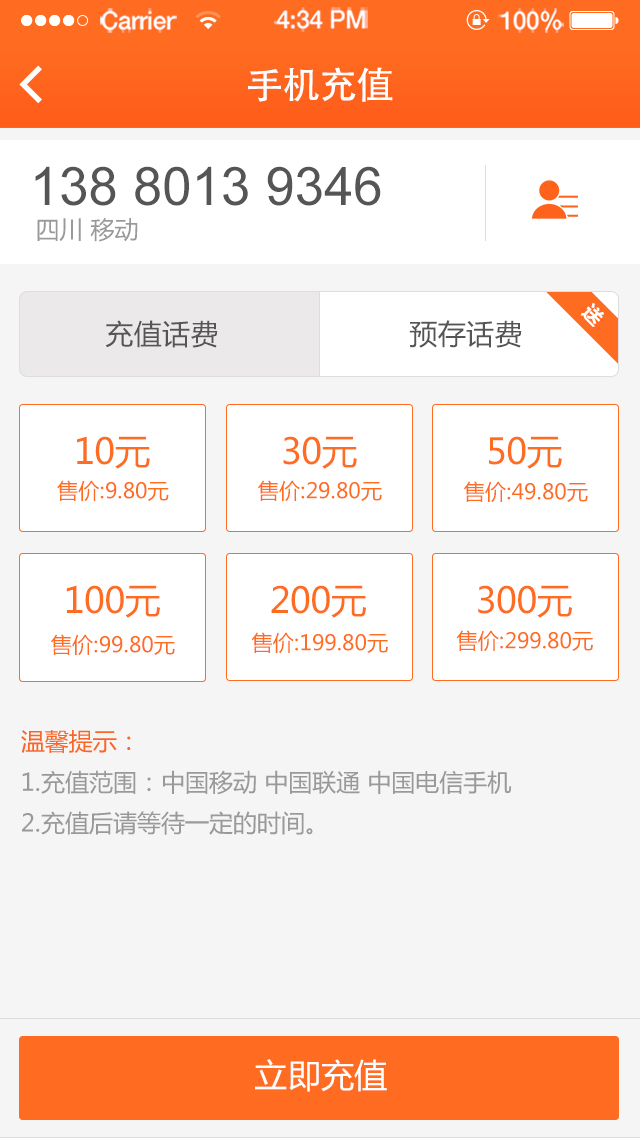 Carrier 4:34 PM 100%
手机充值
138 8013 9346
四川 移动
充值话费 预存话费 送
10元 30元 50元
售价:9.80元 售价:29.80元 售价:49.80元
100元 200元 300元
售价:99.80元 售价:199.80元 售价:299.80元
温馨提示：
1.充值范围：中国移动 中国联通 中国电信手机
2.充值后请等待一定的时间。
立即充值